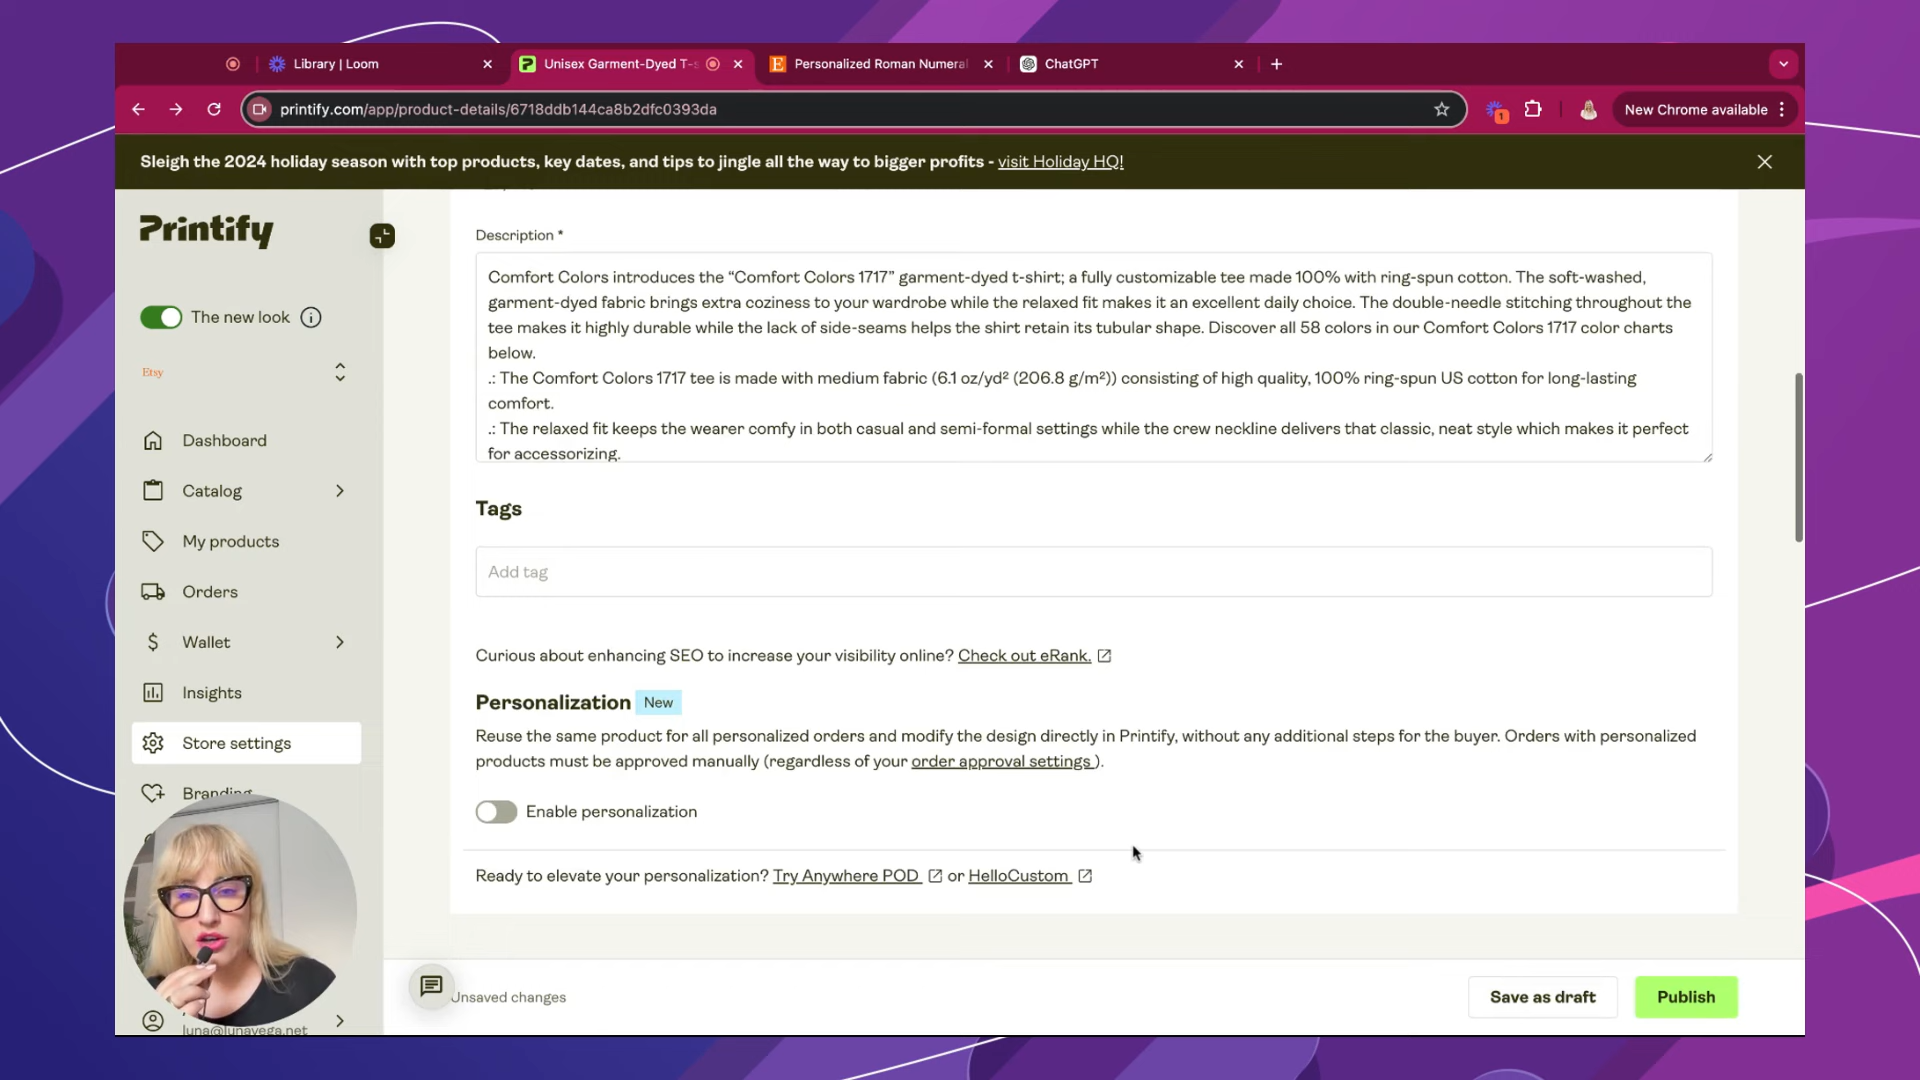 Library | Loom
Unisex Garment-Dyed T-s
Personalized Roman Numeral
ChatGPT
printify.com/app/product-details/6718ddb144ca8b2dfc0393da
1
New Chrome available
Sleigh the 2024 holiday season with top products, key dates, and tips to jingle all the way to bigger profits - visit Holiday HQ!
Printify
The new look
Etsy
Dashboard
Catalog
My products
Orders
Wallet
Insights
Store settings
Branding
luna@lunavega.net
Description *
Comfort Colors introduces the “Comfort Colors 1717” garment-dyed t-shirt; a fully customizable tee made 100% with ring-spun cotton. The soft-washed,
garment-dyed fabric brings extra coziness to your wardrobe while the relaxed fit makes it an excellent daily choice. The double-needle stitching throughout the
tee makes it highly durable while the lack of side-seams helps the shirt retain its tubular shape. Discover all 58 colors in our Comfort Colors 1717 color charts
below.
.: The Comfort Colors 1717 tee is made with medium fabric (6.1 oz/yd² (206.8 g/m²)) consisting of high quality, 100% ring-spun US cotton for long-lasting
comfort.
.: The relaxed fit keeps the wearer comfy in both casual and semi-formal settings while the crew neckline delivers that classic, neat style which makes it perfect
for accessorizing.
Tags
Add tag
Curious about enhancing SEO to increase your visibility online? Check out eRank.
Personalization New
Reuse the same product for all personalized orders and modify the design directly in Printify, without any additional steps for the buyer. Orders with personalized
products must be approved manually (regardless of your order approval settings ).
Enable personalization
Ready to elevate your personalization? Try Anywhere POD or HelloCustom
Unsaved changes
Save as draft
Publish